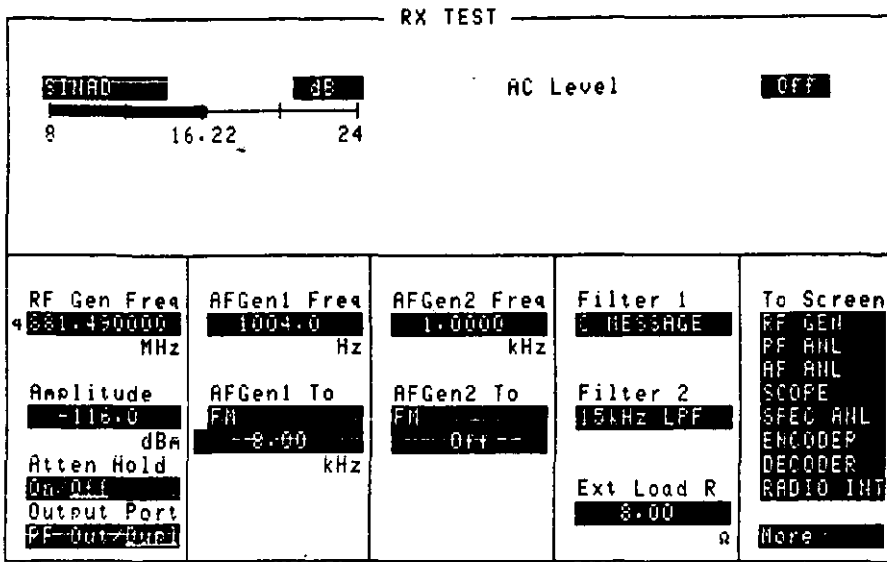 RX TEST
SINAD dB
8 16.22 24
AC Level Off
RF Gen Freq
881.490000
MHz
Amplitude
-116.0
dBm
Atten Hold
On/Off
Output Port
RF Out/Dupl
AFGen1 Freq
1004.0
Hz
AFGen1 To
FM
8.00
kHz
AFGen2 Freq
1.0000
kHz
AFGen2 To
FM
Off
Filter 1
C MESSAGE
Filter 2
15kHz LPF
Ext Load R
8.00
Ω
To Screen
RF GEN
RF ANL
AF ANL
SCOPE
SPEC ANL
ENCODER
DECODER
RADIO INT
More